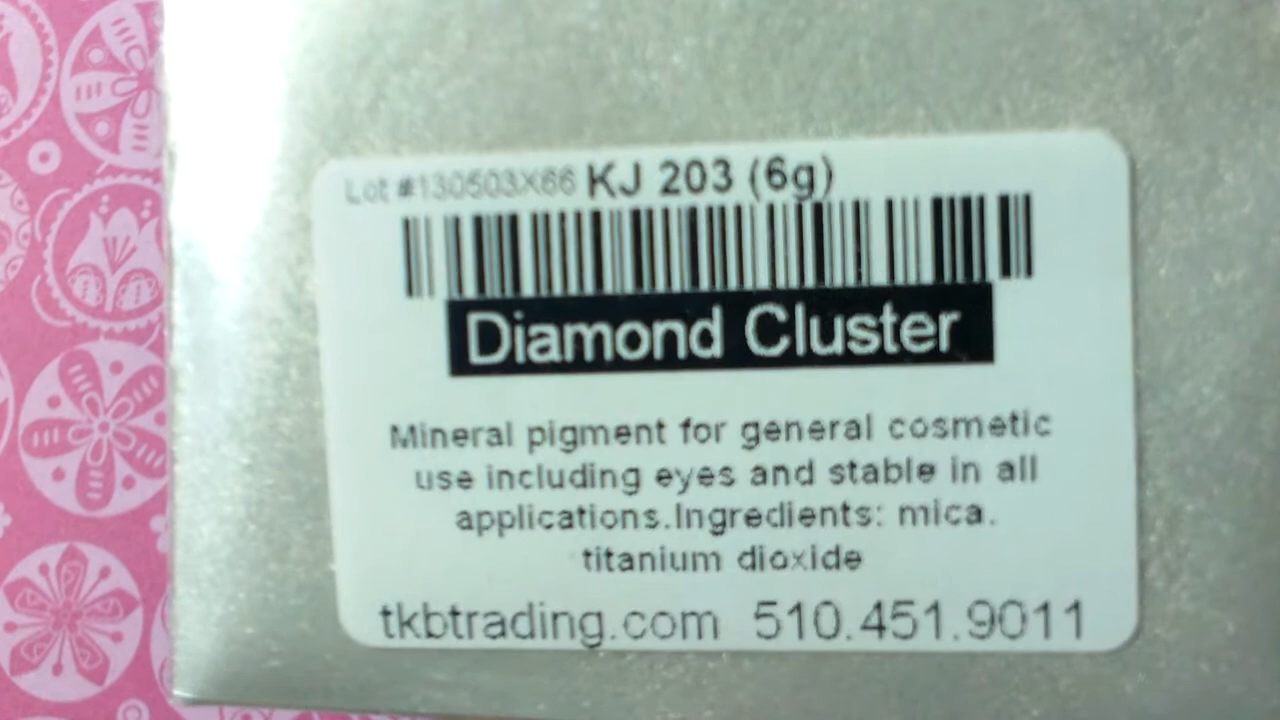 Lot #130503X66 KJ 203 (6g)
Diamond Cluster
Mineral pigment for general cosmetic
use including eyes and stable in all
applications.Ingredients: mica.
titanium dioxide
tkbtrading.com 510.451.9011